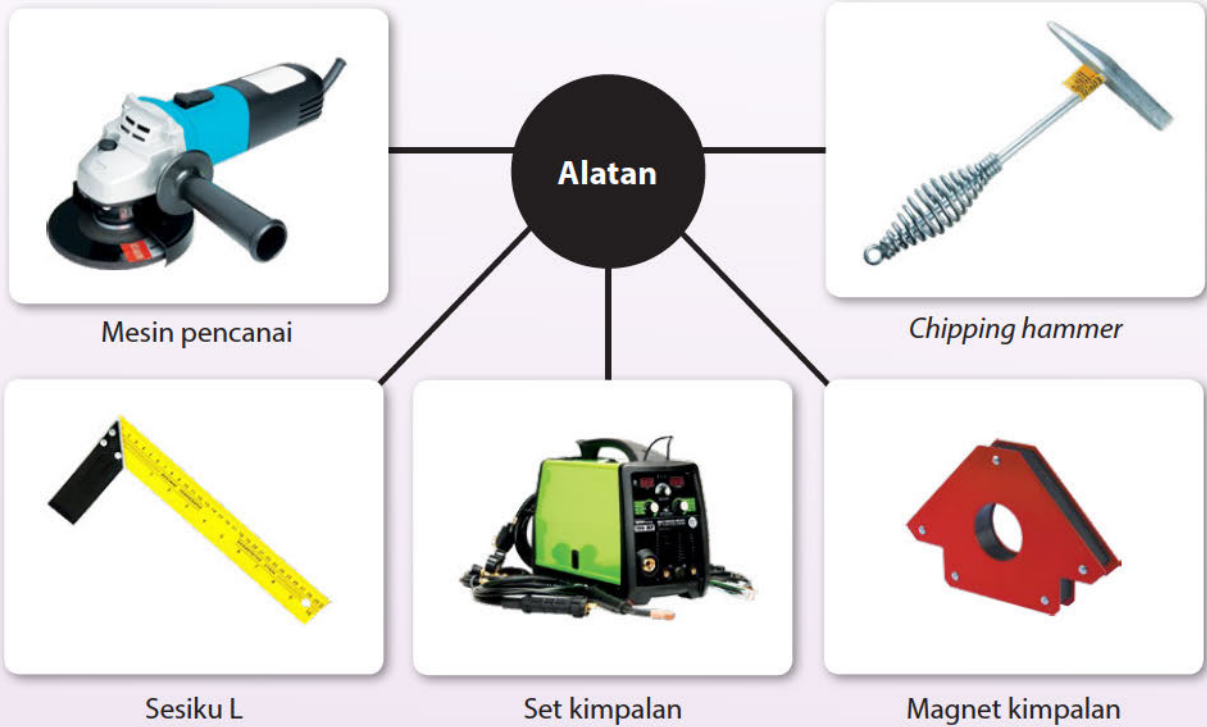 Alatan
Mesin pencanai
Chipping hammer
Sesiku L
Set kimpalan
Magnet kimpalan